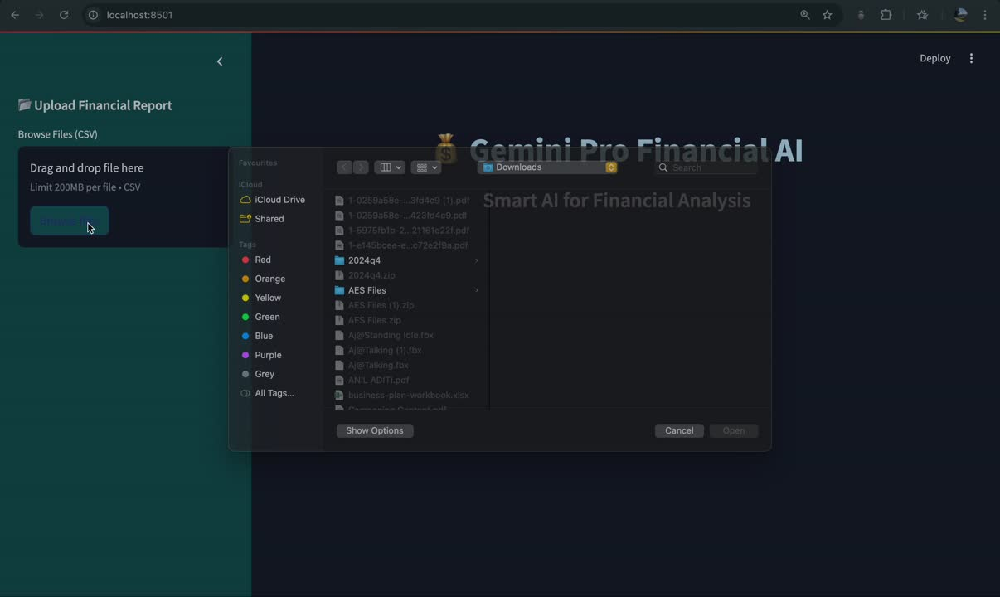 localhost:8501
Deploy
📂 Upload Financial Report
Browse Files (CSV)
Drag and drop file here
Limit 200MB per file • CSV
Browse files
💰 Gemini Pro Financial AI
Smart AI for Financial Analysis
Favourites
iCloud
iCloud Drive
Shared
Tags
Red
Orange
Yellow
Green
Blue
Purple
Grey
All Tags...
Downloads
Search
1-0259a58e-...3fd4c9 (1).pdf
1-0259a58e-...423fd4c9.pdf
1-5975fb1b-2...21161e22f.pdf
1-e145bcee-e...c72e2f9a.pdf
2024q4
2024q4.zip
AES Files
AES Files (1).zip
AES Files.zip
Aj@Standing Idle.fbx
Aj@Talking (1).fbx
Aj@Talking.fbx
ANIL ADITI.pdf
business-plan-workbook.xlsx
Show Options
Cancel
Open